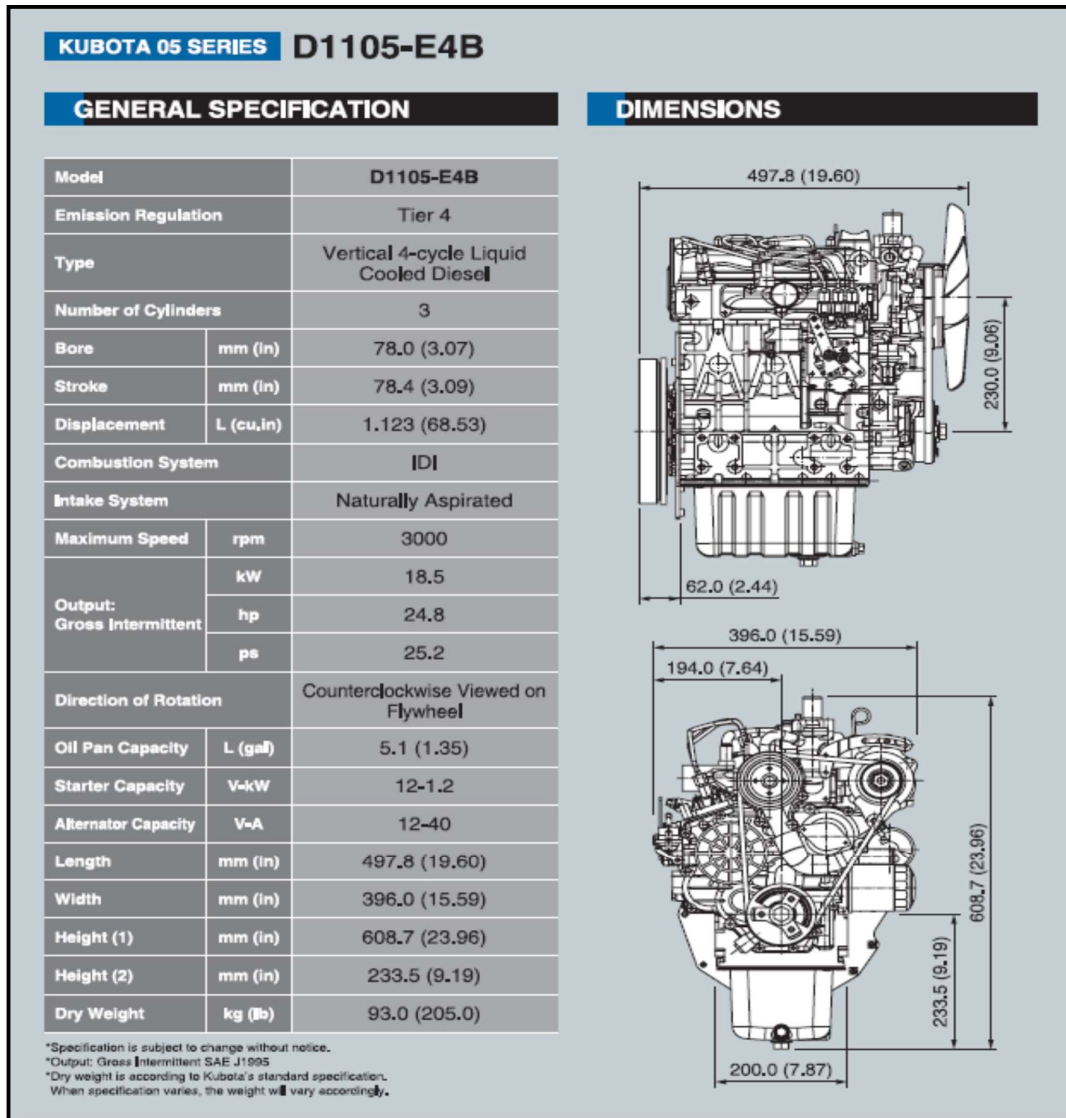 KUBOTA 05 SERIES D1105-E4B
GENERAL SPECIFICATION
Model D1105-E4B
Emission Regulation Tier 4
Type Vertical 4-cycle Liquid
Cooled Diesel
Number of Cylinders 3
Bore mm (in) 78.0 (3.07)
Stroke mm (in) 78.4 (3.09)
Displacement L (cu.in) 1.123 (68.53)
Combustion System IDI
Intake System Naturally Aspirated
Maximum Speed rpm 3000
Output:
Gross Intermittent
kW 18.5
hp 24.8
ps 25.2
Direction of Rotation Counterclockwise Viewed on
Flywheel
Oil Pan Capacity L (gal) 5.1 (1.35)
Starter Capacity V-kW 12-1.2
Alternator Capacity V-A 12-40
Length mm (in) 497.8 (19.60)
Width mm (in) 396.0 (15.59)
Height (1) mm (in) 608.7 (23.96)
Height (2) mm (in) 233.5 (9.19)
Dry Weight kg (lb) 93.0 (205.0)
*Specification is subject to change without notice.
*Output: Gross Intermittent SAE J1995
*Dry weight is according to Kubota's standard specification.
When specification varies, the weight will vary accordingly.
DIMENSIONS
497.8 (19.60)
230.0 (9.06)
62.0 (2.44)
396.0 (15.59)
194.0 (7.64)
608.7 (23.96)
233.5 (9.19)
200.0 (7.87)